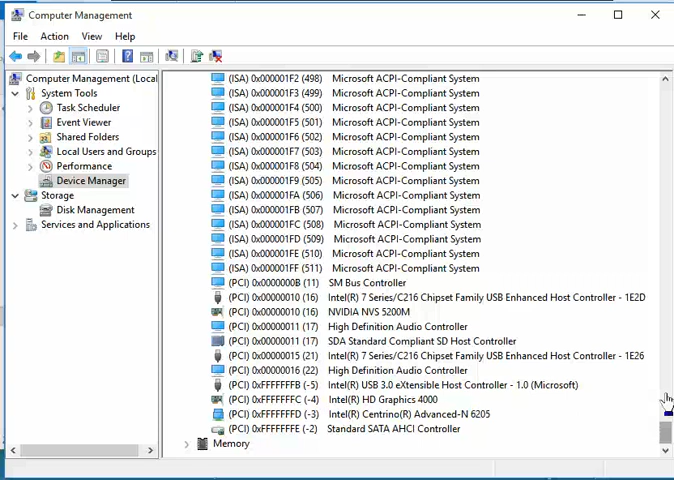 Computer Management
File Action View Help
Computer Management (Local
System Tools
Task Scheduler
Event Viewer
Shared Folders
Local Users and Groups
Performance
Device Manager
Storage
Disk Management
Services and Applications
(ISA) 0x000001F2 (498) Microsoft ACPI-Compliant System
(ISA) 0x000001F3 (499) Microsoft ACPI-Compliant System
(ISA) 0x000001F4 (500) Microsoft ACPI-Compliant System
(ISA) 0x000001F5 (501) Microsoft ACPI-Compliant System
(ISA) 0x000001F6 (502) Microsoft ACPI-Compliant System
(ISA) 0x000001F7 (503) Microsoft ACPI-Compliant System
(ISA) 0x000001F8 (504) Microsoft ACPI-Compliant System
(ISA) 0x000001F9 (505) Microsoft ACPI-Compliant System
(ISA) 0x000001FA (506) Microsoft ACPI-Compliant System
(ISA) 0x000001FB (507) Microsoft ACPI-Compliant System
(ISA) 0x000001FC (508) Microsoft ACPI-Compliant System
(ISA) 0x000001FD (509) Microsoft ACPI-Compliant System
(ISA) 0x000001FE (510) Microsoft ACPI-Compliant System
(ISA) 0x000001FF (511) Microsoft ACPI-Compliant System
(PCI) 0x0000000B (11) SM Bus Controller
(PCI) 0x00000010 (16) Intel(R) 7 Series/C216 Chipset Family USB Enhanced Host Controller - 1E2D
(PCI) 0x00000010 (16) NVIDIA NVS 5200M
(PCI) 0x00000011 (17) High Definition Audio Controller
(PCI) 0x00000011 (17) SDA Standard Compliant SD Host Controller
(PCI) 0x00000015 (21) Intel(R) 7 Series/C216 Chipset Family USB Enhanced Host Controller - 1E26
(PCI) 0x00000016 (22) High Definition Audio Controller
(PCI) 0xFFFFFFFB (-5) Intel(R) USB 3.0 eXtensible Host Controller - 1.0 (Microsoft)
(PCI) 0xFFFFFFFC (-4) Intel(R) HD Graphics 4000
(PCI) 0xFFFFFFFD (-3) Intel(R) Centrino(R) Advanced-N 6205
(PCI) 0xFFFFFFFE (-2) Standard SATA AHCI Controller
Memory